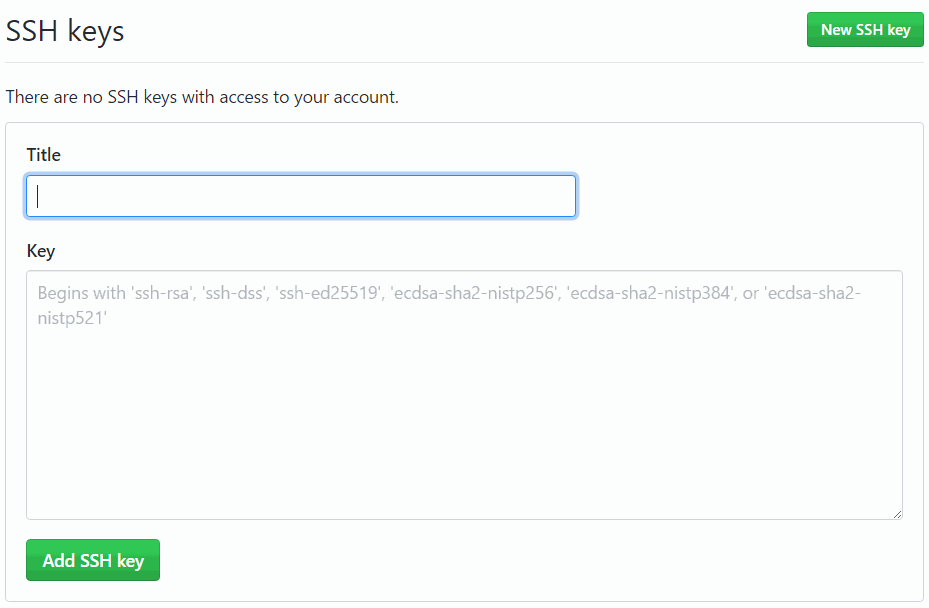 SSH keys
New SSH key
There are no SSH keys with access to your account.
Title
Key
Begins with 'ssh-rsa', 'ssh-dss', 'ssh-ed25519', 'ecdsa-sha2-nistp256', 'ecdsa-sha2-nistp384', or 'ecdsa-sha2-
nistp521'
Add SSH key